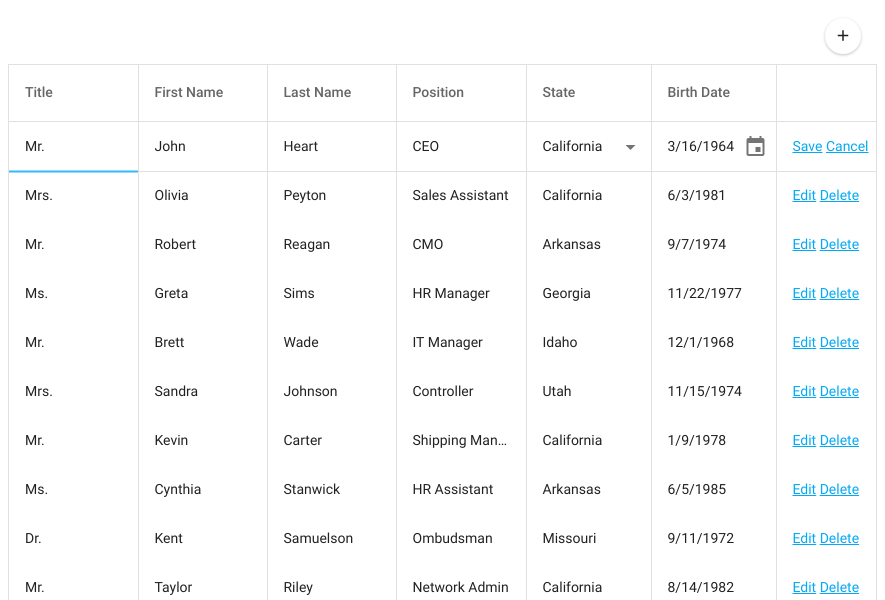 +
Title First Name Last Name Position State Birth Date
Mr. John Heart CEO California 3/16/1964 Save Cancel
Mrs. Olivia Peyton Sales Assistant California 6/3/1981 Edit Delete
Mr. Robert Reagan CMO Arkansas 9/7/1974 Edit Delete
Ms. Greta Sims HR Manager Georgia 11/22/1977 Edit Delete
Mr. Brett Wade IT Manager Idaho 12/1/1968 Edit Delete
Mrs. Sandra Johnson Controller Utah 11/15/1974 Edit Delete
Mr. Kevin Carter Shipping Man... California 1/9/1978 Edit Delete
Ms. Cynthia Stanwick HR Assistant Arkansas 6/5/1985 Edit Delete
Dr. Kent Samuelson Ombudsman Missouri 9/11/1972 Edit Delete
Mr. Taylor Riley Network Admin California 8/14/1982 Edit Delete